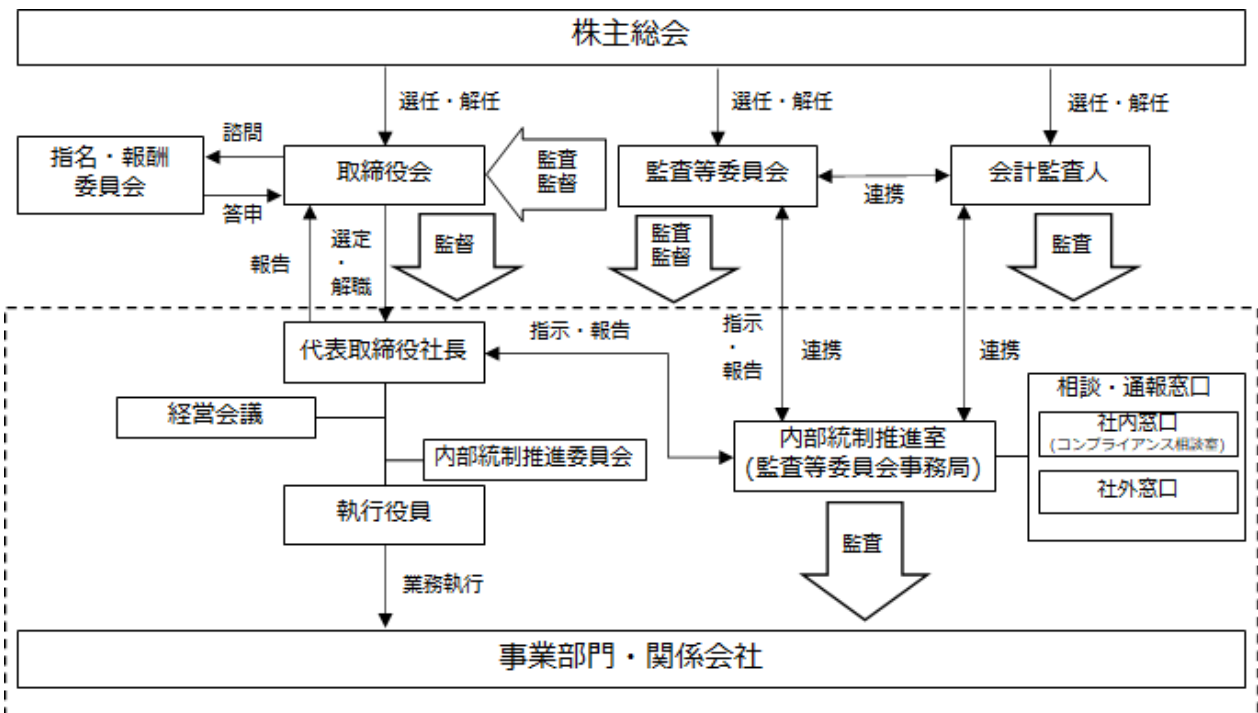 株主総会
選任・解任
選任・解任
選任・解任
諮問
指名・報酬
委員会
取締役会
監査
監督
監査等委員会
会計監査人
連携
答申
報告
選定
・
解職
監督
監査
監督
監査
代表取締役社長
指示・報告
指示
・
報告
連携
連携
相談・通報窓口
経営会議
社内窓口
(コンプライアンス相談室)
内部統制推進室
(監査等委員会事務局)
内部統制推進委員会
社外窓口
執行役員
監査
業務執行
事業部門・関係会社